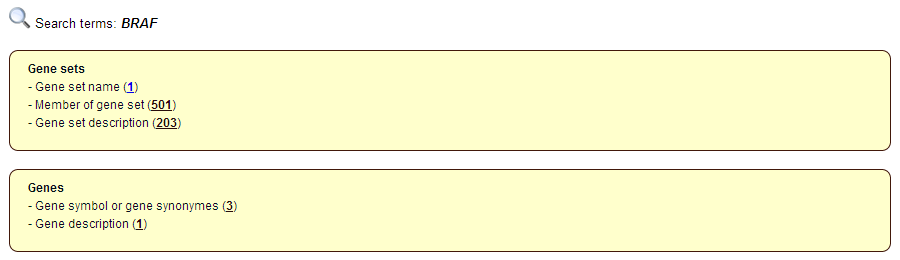 Search terms: BRAF
Gene sets
- Gene set name (1)
- Member of gene set (501)
- Gene set description (203)
Genes
- Gene symbol or gene synonymes (3)
- Gene description (1)